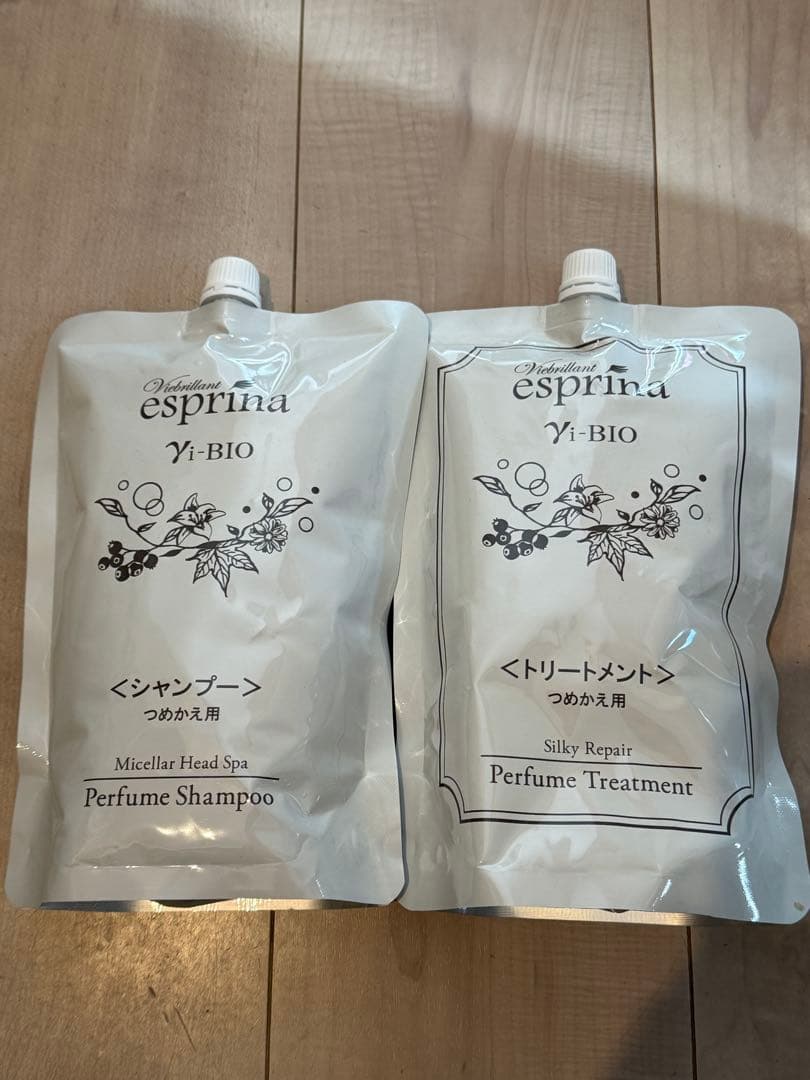 Viebrillant
esprina
γi-BIO
<シャンプー>
つめかえ用
Micellar Head Spa
Perfume Shampoo
Viebrillant
esprina
γi-BIO
<トリートメント>
つめかえ用
Silky Repair
Perfume Treatment